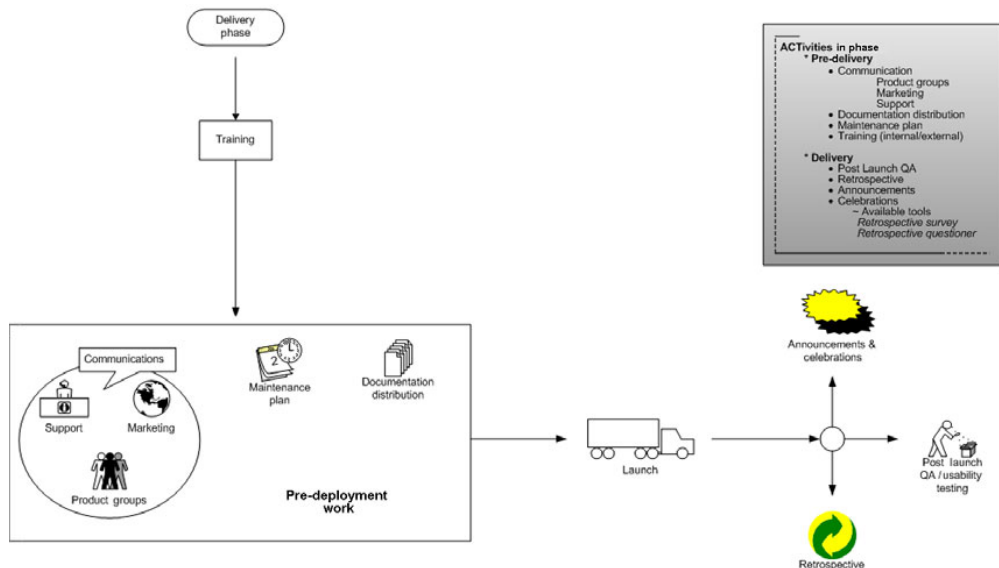 Delivery
phase
Training
ACTivities in phase
* Pre-delivery
• Communication
Product groups
Marketing
Support
• Documentation distribution
• Maintenance plan
• Training (internal/external)
* Delivery
• Post Launch QA
• Retrospective
• Announcements
• Celebrations
~ Available tools
Retrospective survey
Retrospective questioner
Communications
Support
Marketing
Product groups
2
Maintenance
plan
Documentation
distribution
Pre-deployment
work
Launch
Announcements &
celebrations
Post launch
QA / usability
testing
Retrospective